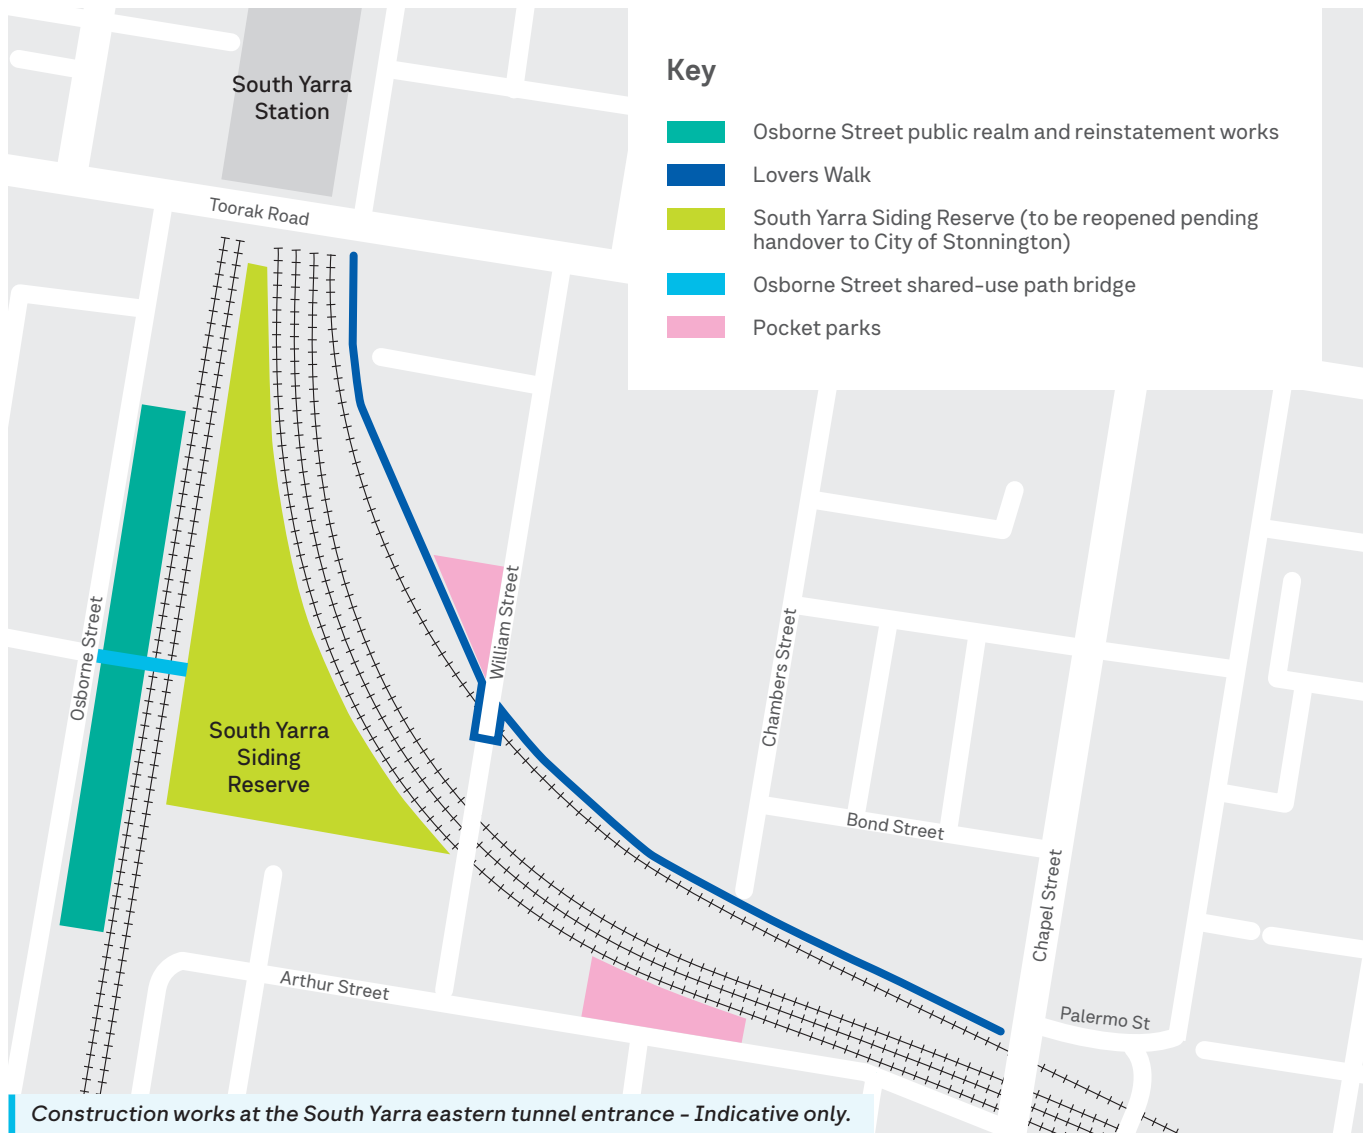 South Yarra
Station
Key
Osborne Street public realm and reinstatement works
Lovers Walk
South Yarra Siding Reserve (to be reopened pending
handover to City of Stonnington)
Osborne Street shared-use path bridge
Pocket parks
Toorak Road
William Street
Osborne Street
Chambers Street
South Yarra
Siding
Reserve
Bond Street
Chapel Street
Arthur Street
Palermo St
Construction works at the South Yarra eastern tunnel entrance – Indicative only.